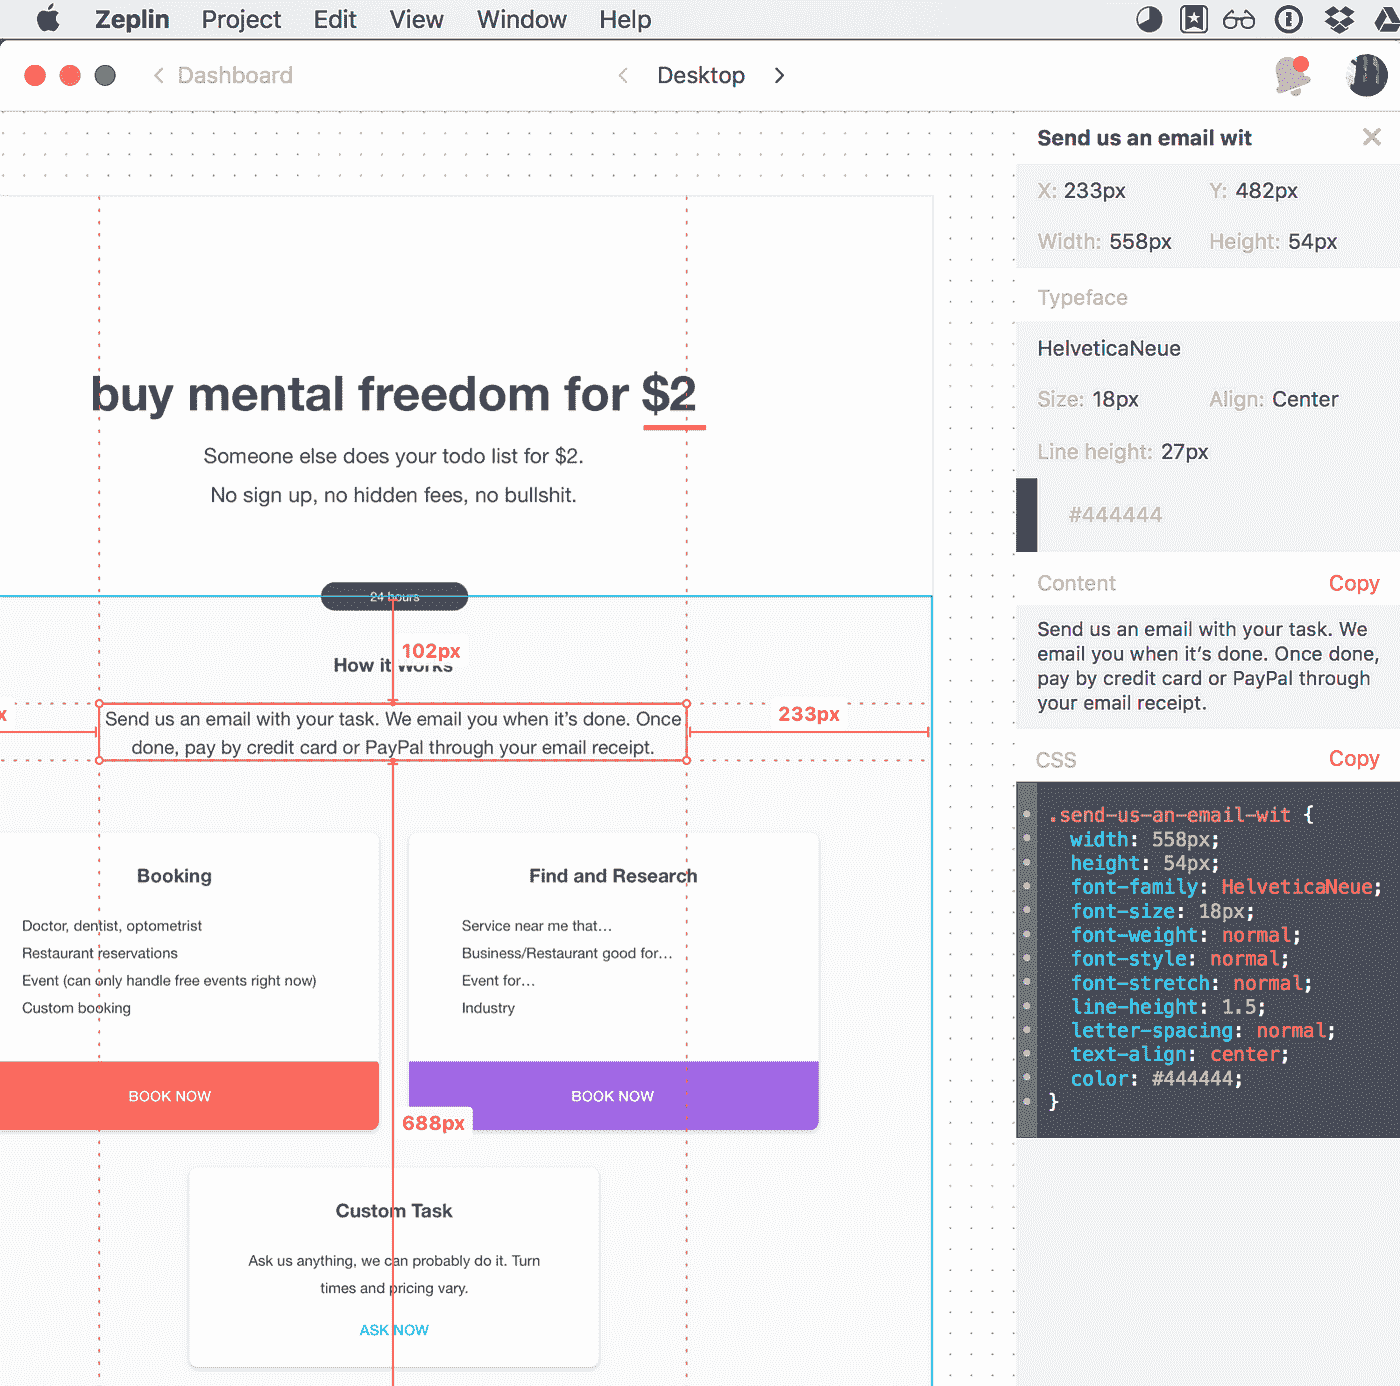 Zeplin Project Edit View Window Help
Dashboard
Desktop
buy mental freedom for $2
Someone else does your todo list for $2.
No sign up, no hidden fees, no bullshit.
24 hours
102px
How it works
x
233px
Send us an email with your task. We email you when it’s done. Once
done, pay by credit card or PayPal through your email receipt.
Booking
Doctor, dentist, optometrist
Restaurant reservations
Event (can only handle free events right now)
Custom booking
BOOK NOW
Find and Research
Service near me that...
Business/Restaurant good for...
Event for...
Industry
BOOK NOW
688px
Custom Task
Ask us anything, we can probably do it. Turn
times and pricing vary.
ASK NOW
Send us an email wit
X: 233px Y: 482px
Width: 558px Height: 54px
Typeface
HelveticaNeue
Size: 18px Align: Center
Line height: 27px
#444444
Content Copy
Send us an email with your task. We
email you when it’s done. Once done,
pay by credit card or PayPal through
your email receipt.
CSS Copy
.send-us-an-email-wit {
width: 558px;
height: 54px;
font-family: HelveticaNeue;
font-size: 18px;
font-weight: normal;
font-style: normal;
font-stretch: normal;
line-height: 1.5;
letter-spacing: normal;
text-align: center;
color: #444444;
}